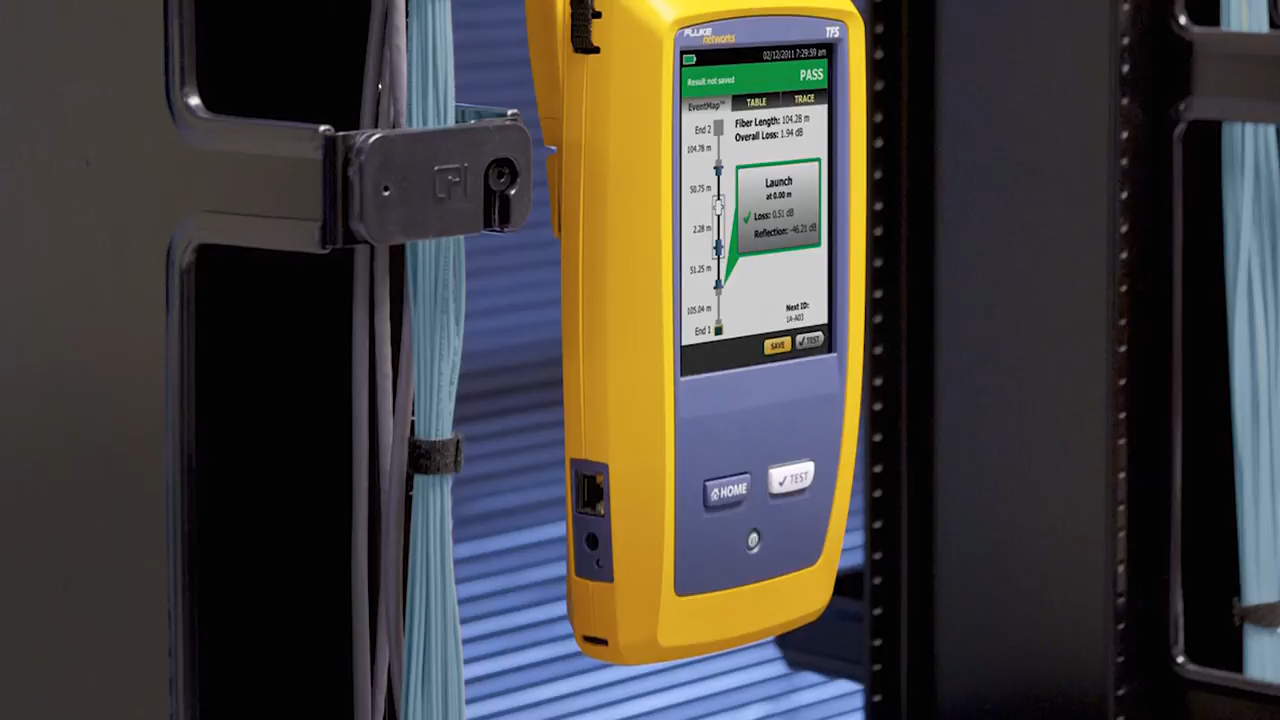 FLUKE
networks
TFS
02/12/2011 7:29:59 am
Result not saved
PASS
EventMap™
TABLE
TRACE
End 2
Fiber Length: 104.28 m
Overall Loss: 1.94 dB
104.78 m
50.75 m
Launch
at 0.00 m
Loss: 0.51 dB
Reflection: -46.21 dB
2.28 m
51.25 m
105.04 m
Next ID:
1A-A03
End 1
SAVE
TEST
HOME
TEST